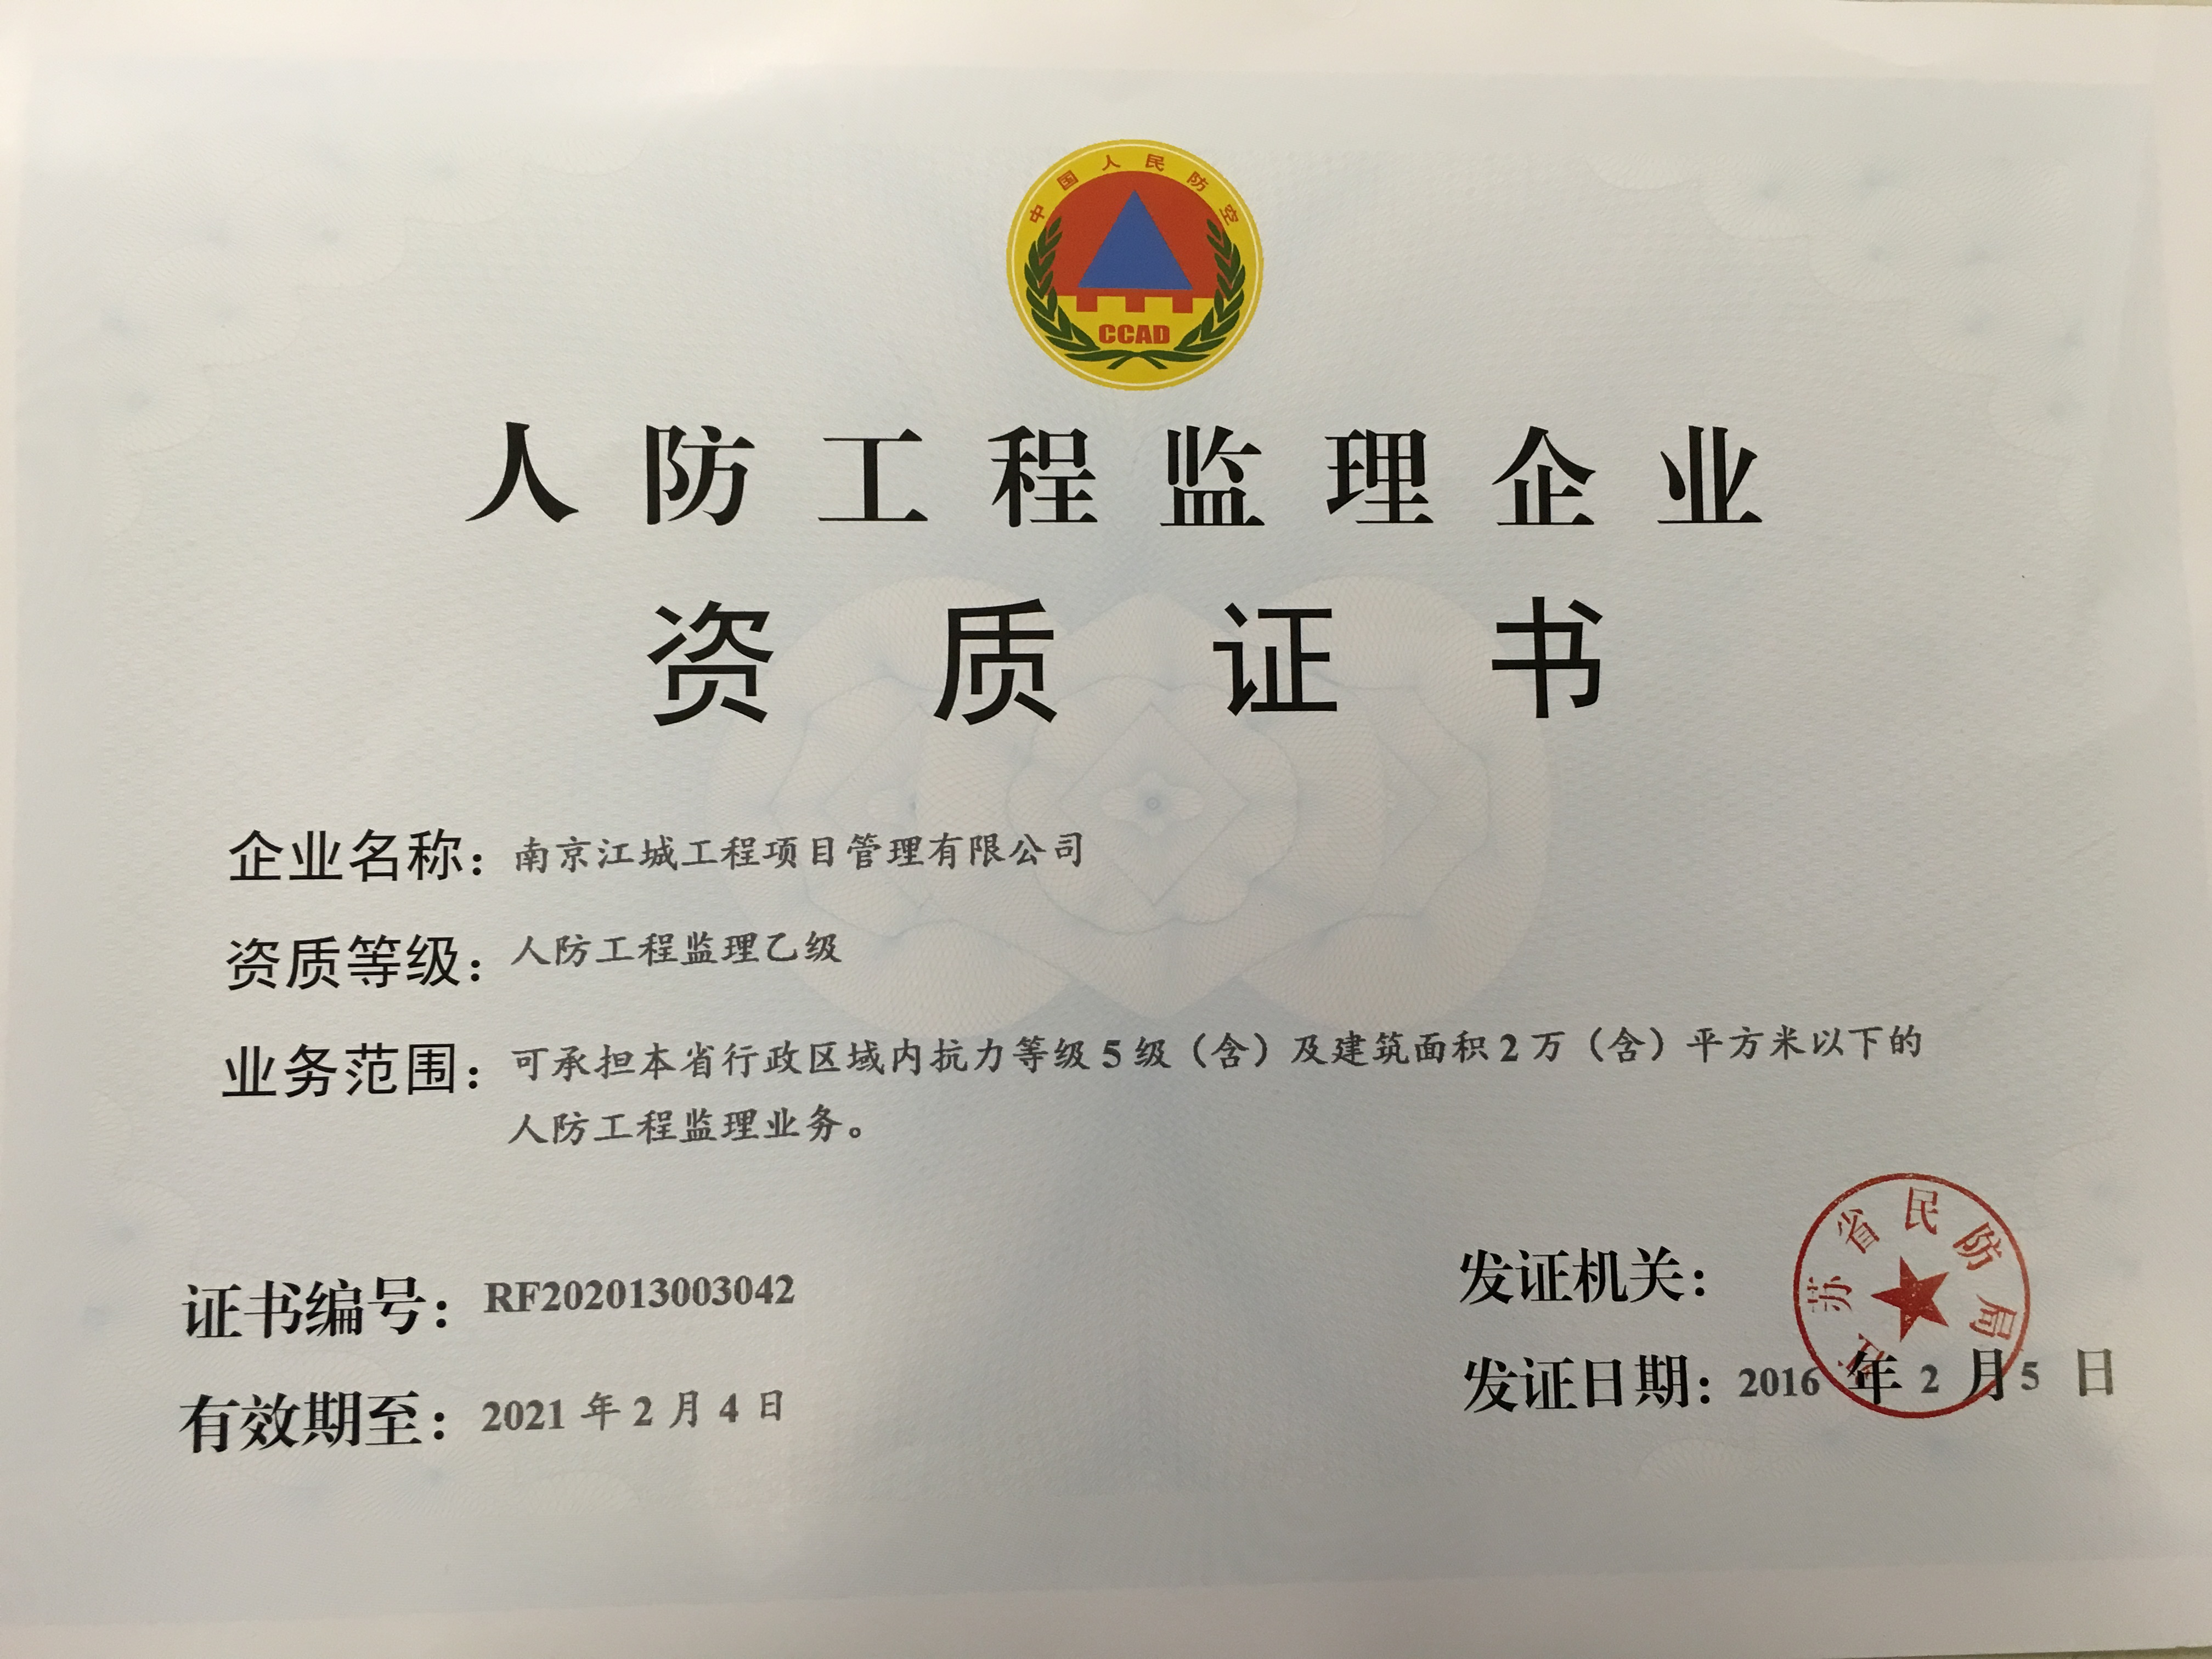 中国人民防空
CCAD
人防工程监理企业
资质证书
企业名称：南京江城工程项目管理有限公司
资质等级：人防工程监理乙级
业务范围：可承担本省行政区域内抗力等级5级（含）及建筑面积2万（含）平方米以下的
人防工程监理业务。
证书编号：RF202013003042
有效期至：2021年2月4日
发证机关：
江苏省民防局
发证日期：2016年2月5日